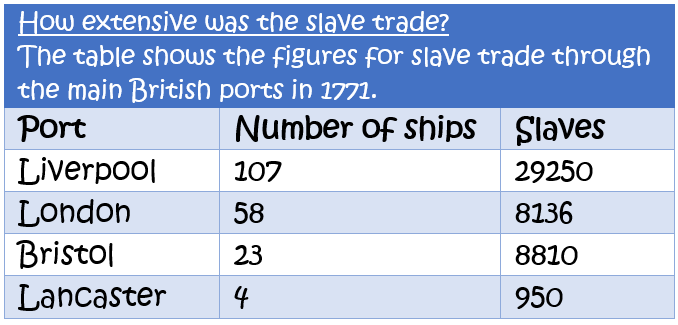 How extensive was the slave trade?
The table shows the figures for slave trade through
the main British ports in 1771.
Port Number of ships Slaves
Liverpool 107 29250
London 58 8136
Bristol 23 8810
Lancaster 4 950